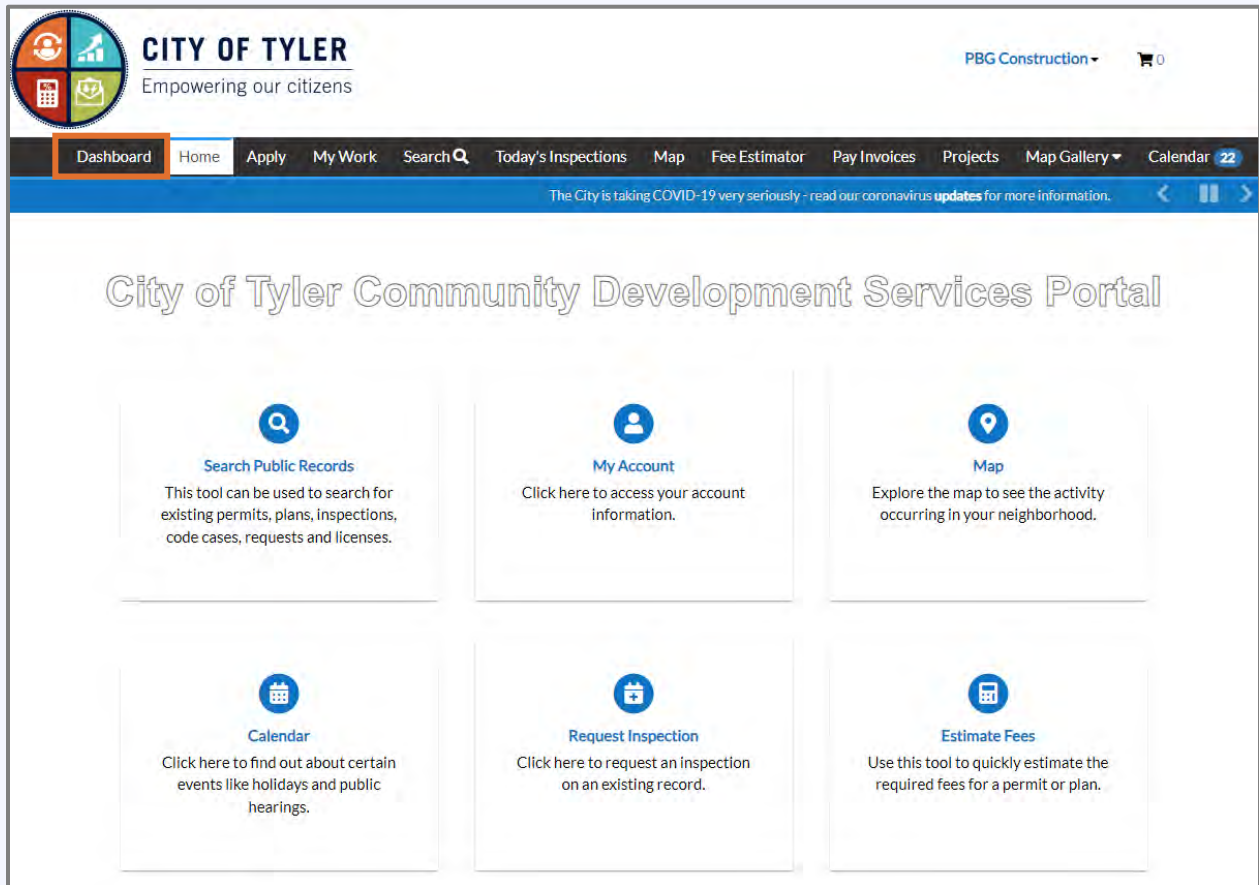 CITY OF TYLER
Empowering our citizens
PBG Construction
0
Dashboard Home Apply My Work Search Today's Inspections Map Fee Estimator Pay Invoices Projects Map Gallery Calendar 22
The City is taking COVID-19 very seriously - read our coronavirus updates for more information.
City of Tyler Community Development Services Portal
Search Public Records
This tool can be used to search for
existing permits, plans, inspections,
code cases, requests and licenses.
My Account
Click here to access your account
information.
Map
Explore the map to see the activity
occurring in your neighborhood.
Calendar
Click here to find out about certain
events like holidays and public
hearings.
Request Inspection
Click here to request an inspection
on an existing record.
Estimate Fees
Use this tool to quickly estimate the
required fees for a permit or plan.